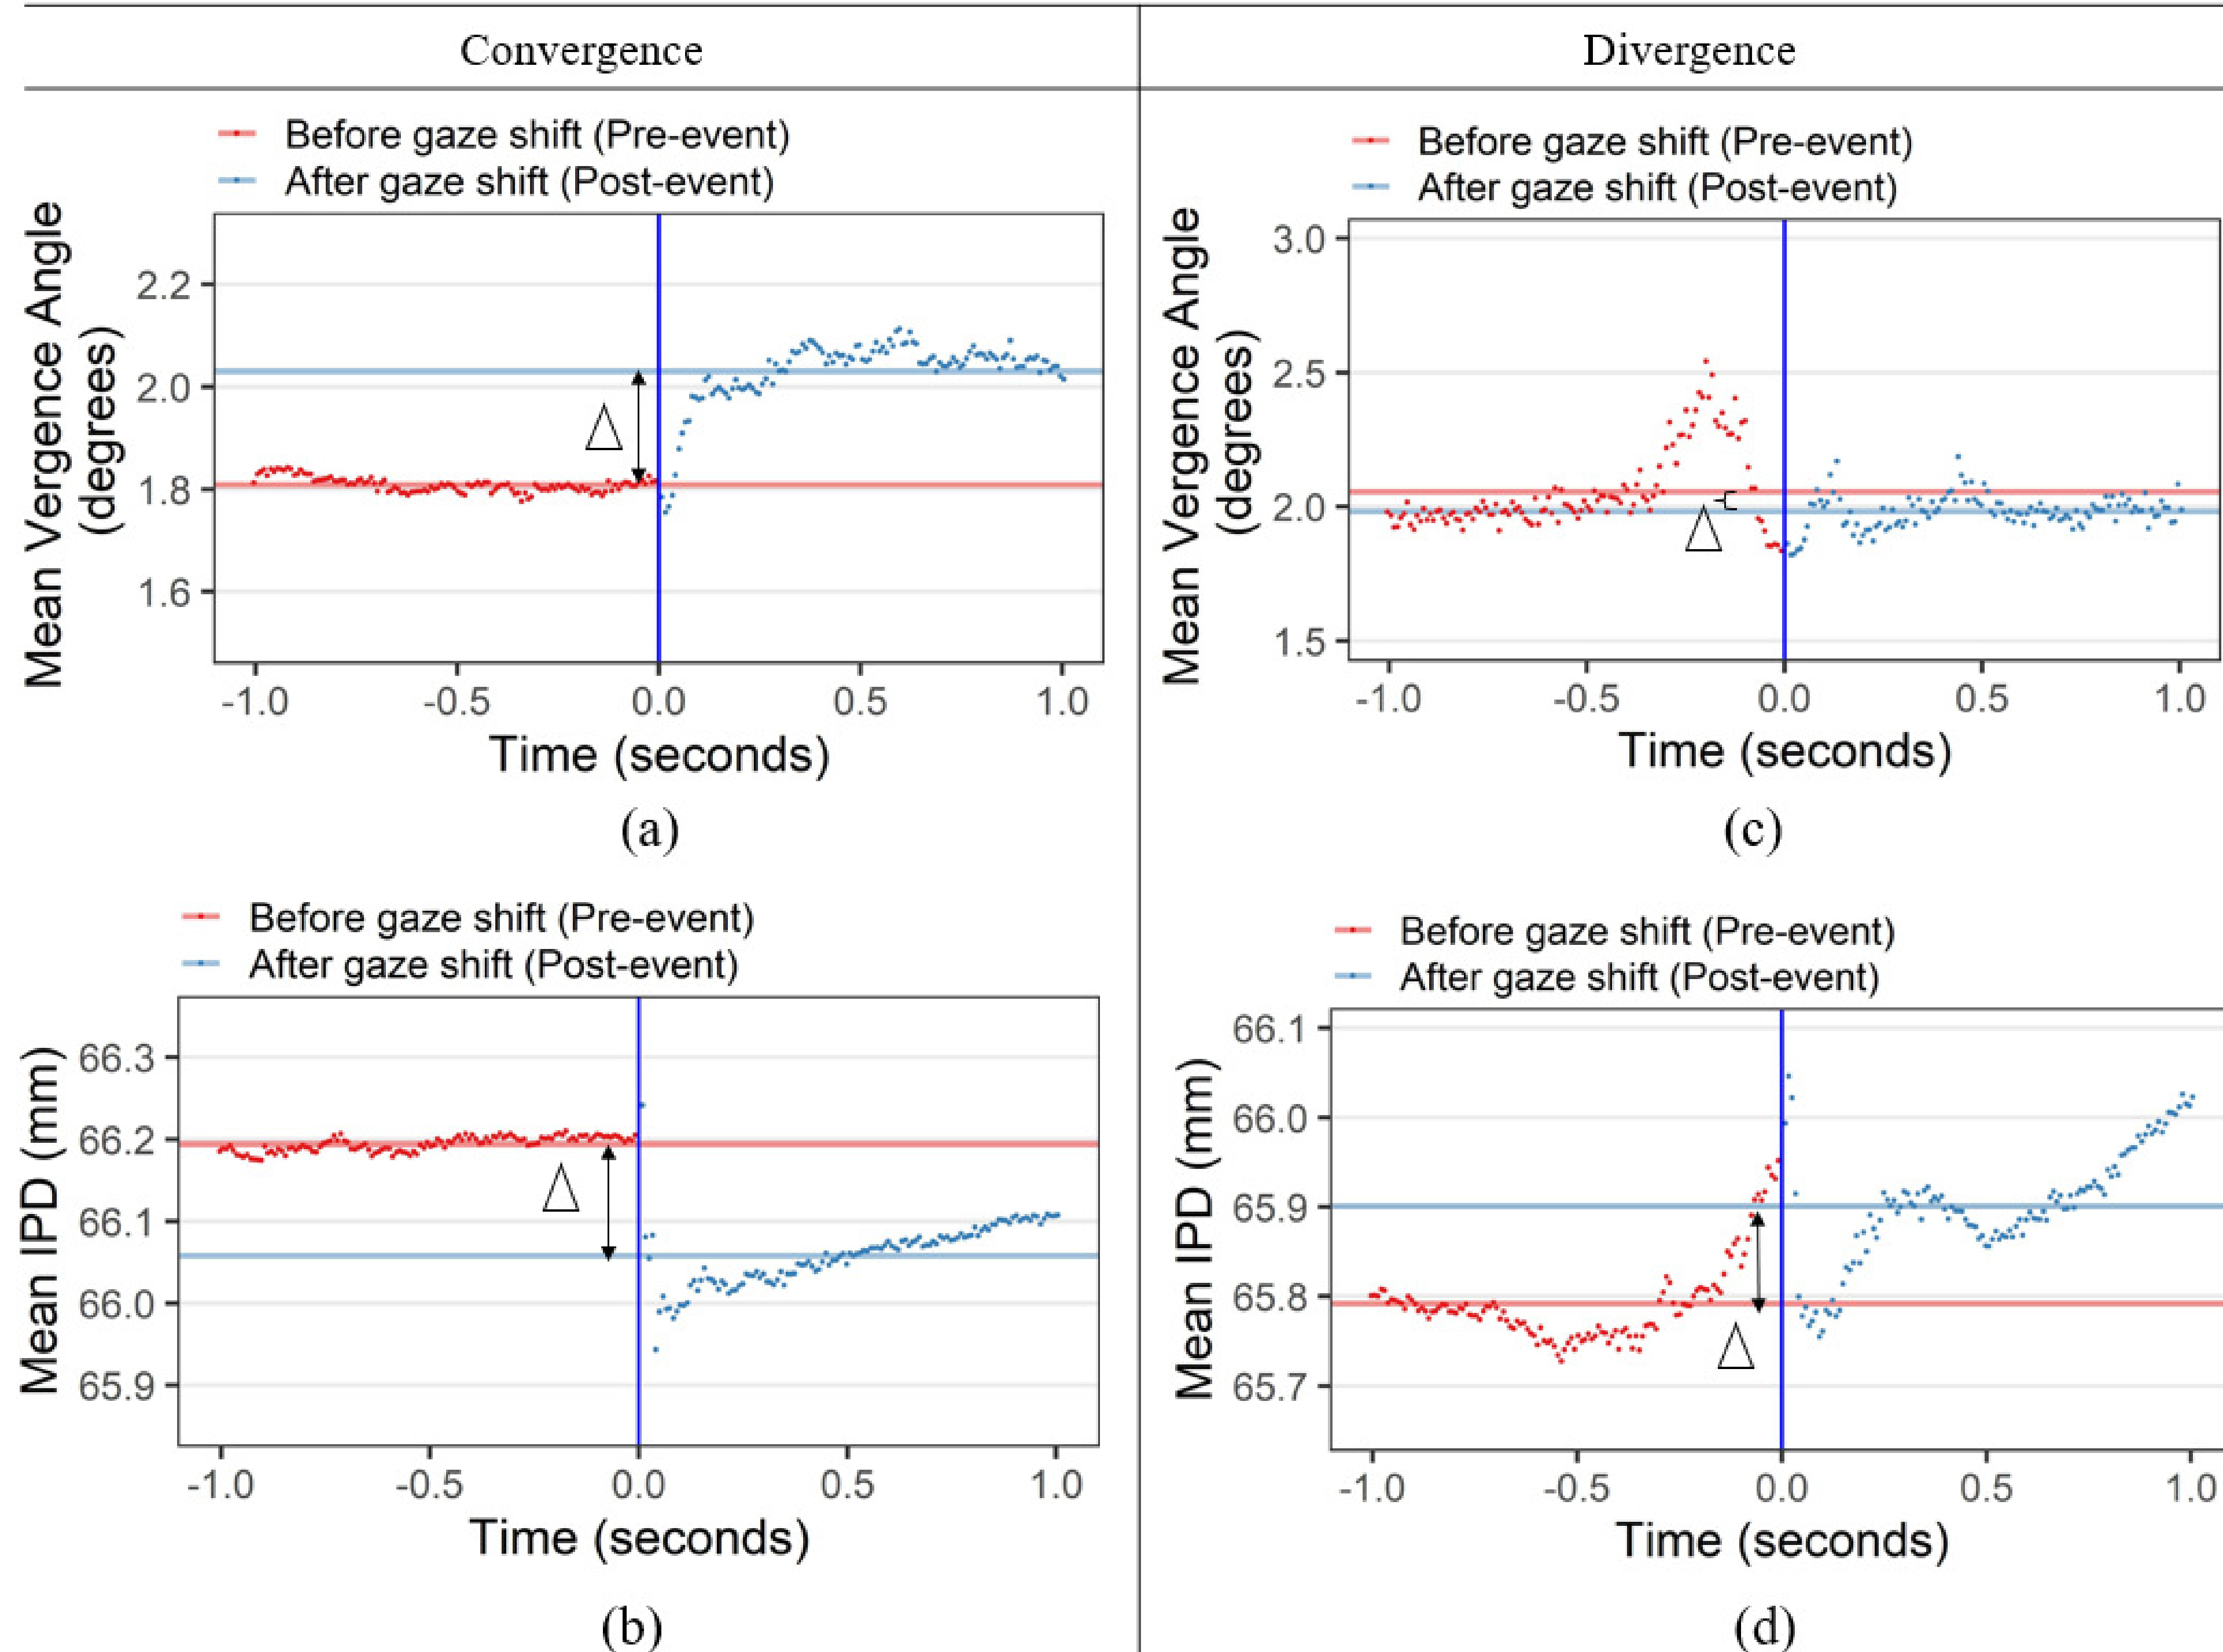 Convergence
Divergence
Before gaze shift (Pre-event)
After gaze shift (Post-event)
Mean Vergence Angle
(degrees)
2.2
2.0
1.8
1.6
Δ
-1.0 -0.5 0.0 0.5 1.0
Time (seconds)
(a)
Before gaze shift (Pre-event)
After gaze shift (Post-event)
Mean Vergence Angle
(degrees)
3.0
2.5
2.0
1.5
Δ
-1.0 -0.5 0.0 0.5 1.0
Time (seconds)
(c)
Before gaze shift (Pre-event)
After gaze shift (Post-event)
Mean IPD (mm)
66.3
66.2
66.1
66.0
65.9
Δ
-1.0 -0.5 0.0 0.5 1.0
Time (seconds)
(b)
Before gaze shift (Pre-event)
After gaze shift (Post-event)
Mean IPD (mm)
66.1
66.0
65.9
65.8
65.7
Δ
-1.0 -0.5 0.0 0.5 1.0
Time (seconds)
(d)